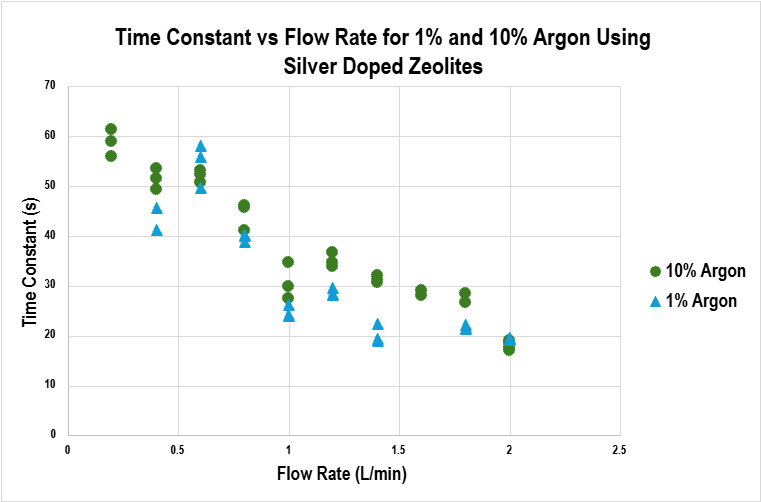 Time Constant vs Flow Rate for 1% and 10% Argon Using
Silver Doped Zeolites
70
60
50
40
30
20
10
0
0 0.5 1 1.5 2 2.5
Time Constant (s)
Flow Rate (L/min)
10% Argon
1% Argon